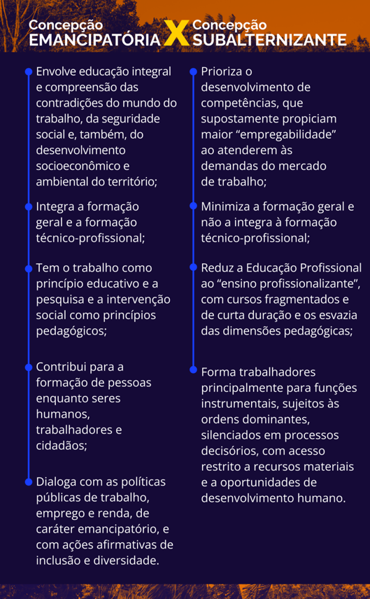 Concepção
EMANCIPATÓRIA
X
Concepção
SUBALTERNIZANTE
Envolve educação integral
e compreensão das
contradições do mundo do
trabalho, da seguridade
social e, também, do
desenvolvimento
socioeconômico e
ambiental do território;
Integra a formação
geral e a formação
técnico-profissional;
Tem o trabalho como
princípio educativo e a
pesquisa e a intervenção
social como princípios
pedagógicos;
Contribui para a
formação de pessoas
enquanto seres
humanos,
trabalhadores e
cidadãos;
Dialoga com as políticas
públicas de trabalho,
emprego e renda, de
caráter emancipatório, e
com ações afirmativas de
inclusão e diversidade.
Prioriza o
desenvolvimento de
competências, que
supostamente propiciam
maior “empregabilidade”
ao atenderem às
demandas do mercado
de trabalho;
Minimiza a formação geral e
não a integra à formação
técnico-profissional;
Reduz a Educação Profissional
ao “ensino profissionalizante”,
com cursos fragmentados e
de curta duração e os esvazia
das dimensões pedagógicas;
Forma trabalhadores
principalmente para funções
instrumentais, sujeitos às
ordens dominantes,
silenciados em processos
decisórios, com acesso
restrito a recursos materiais
e a oportunidades de
desenvolvimento humano.